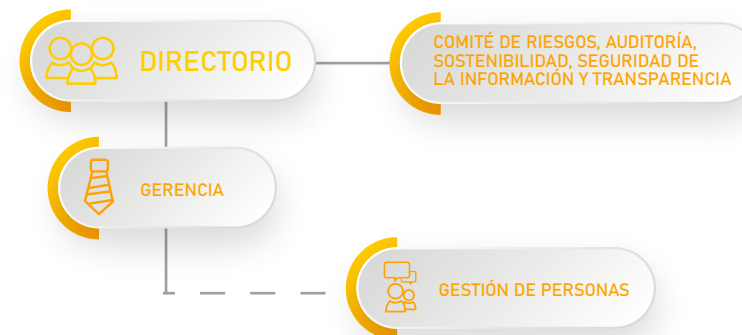 DIRECTORIO
COMITÉ DE RIESGOS, AUDITORÍA,
SOSTENIBILIDAD, SEGURIDAD DE
LA INFORMACIÓN Y TRANSPARENCIA
GERENCIA
GESTIÓN DE PERSONAS